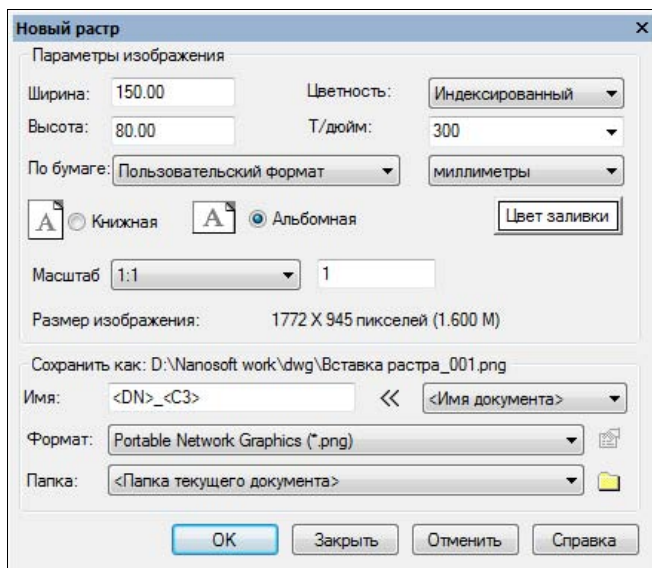 Новый растр
Параметры изображения
Ширина: 150.00 Цветность: Индексированный
Высота: 80.00 Т/дюйм: 300
По бумаге: Пользовательский формат миллиметры
A Книжная A Альбомная Цвет заливки
Масштаб 1:1 1
Размер изображения: 1772 X 945 пикселей (1.600 М)
Сохранить как: D:\Nanosoft work\dwg\Вставка растра_001.png
Имя: <DN>_<C3> << <Имя документа>
Формат: Portable Network Graphics (*.png)
Папка: <Папка текущего документа>
OK Закрыть Отменить Справка